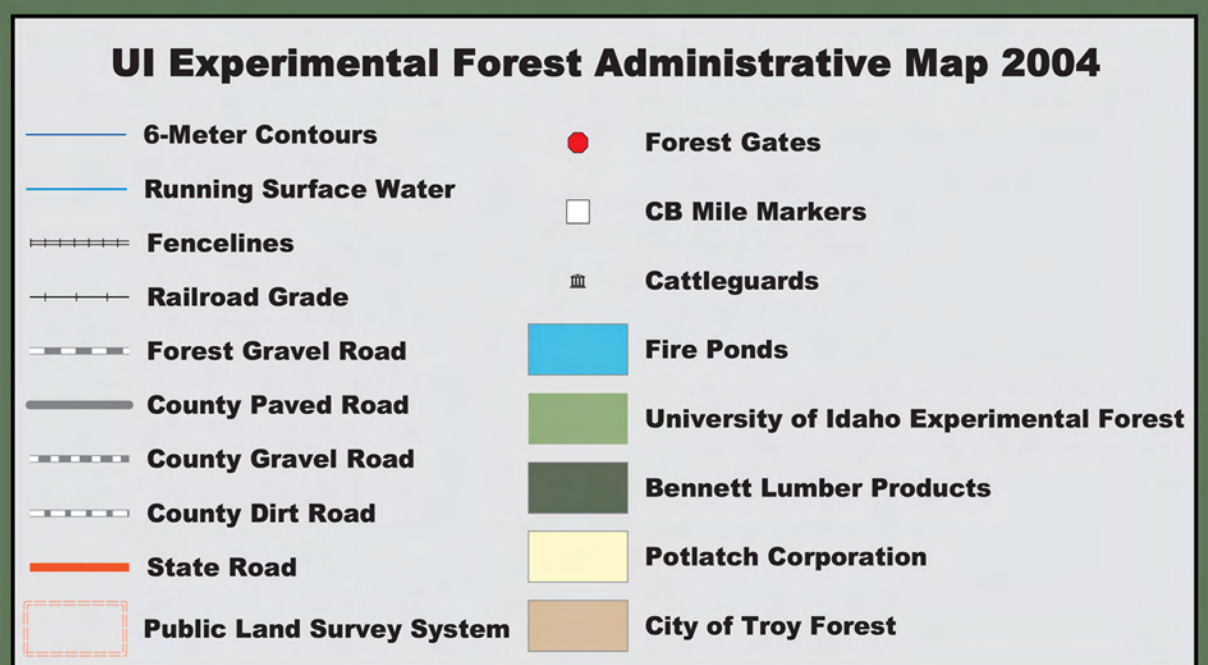 UI Experimental Forest Administrative Map 2004
6-Meter Contours
Running Surface Water
Fencelines
Railroad Grade
Forest Gravel Road
County Paved Road
County Gravel Road
County Dirt Road
State Road
Public Land Survey System
Forest Gates
CB Mile Markers
Cattleguards
Fire Ponds
University of Idaho Experimental Forest
Bennett Lumber Products
Potlatch Corporation
City of Troy Forest